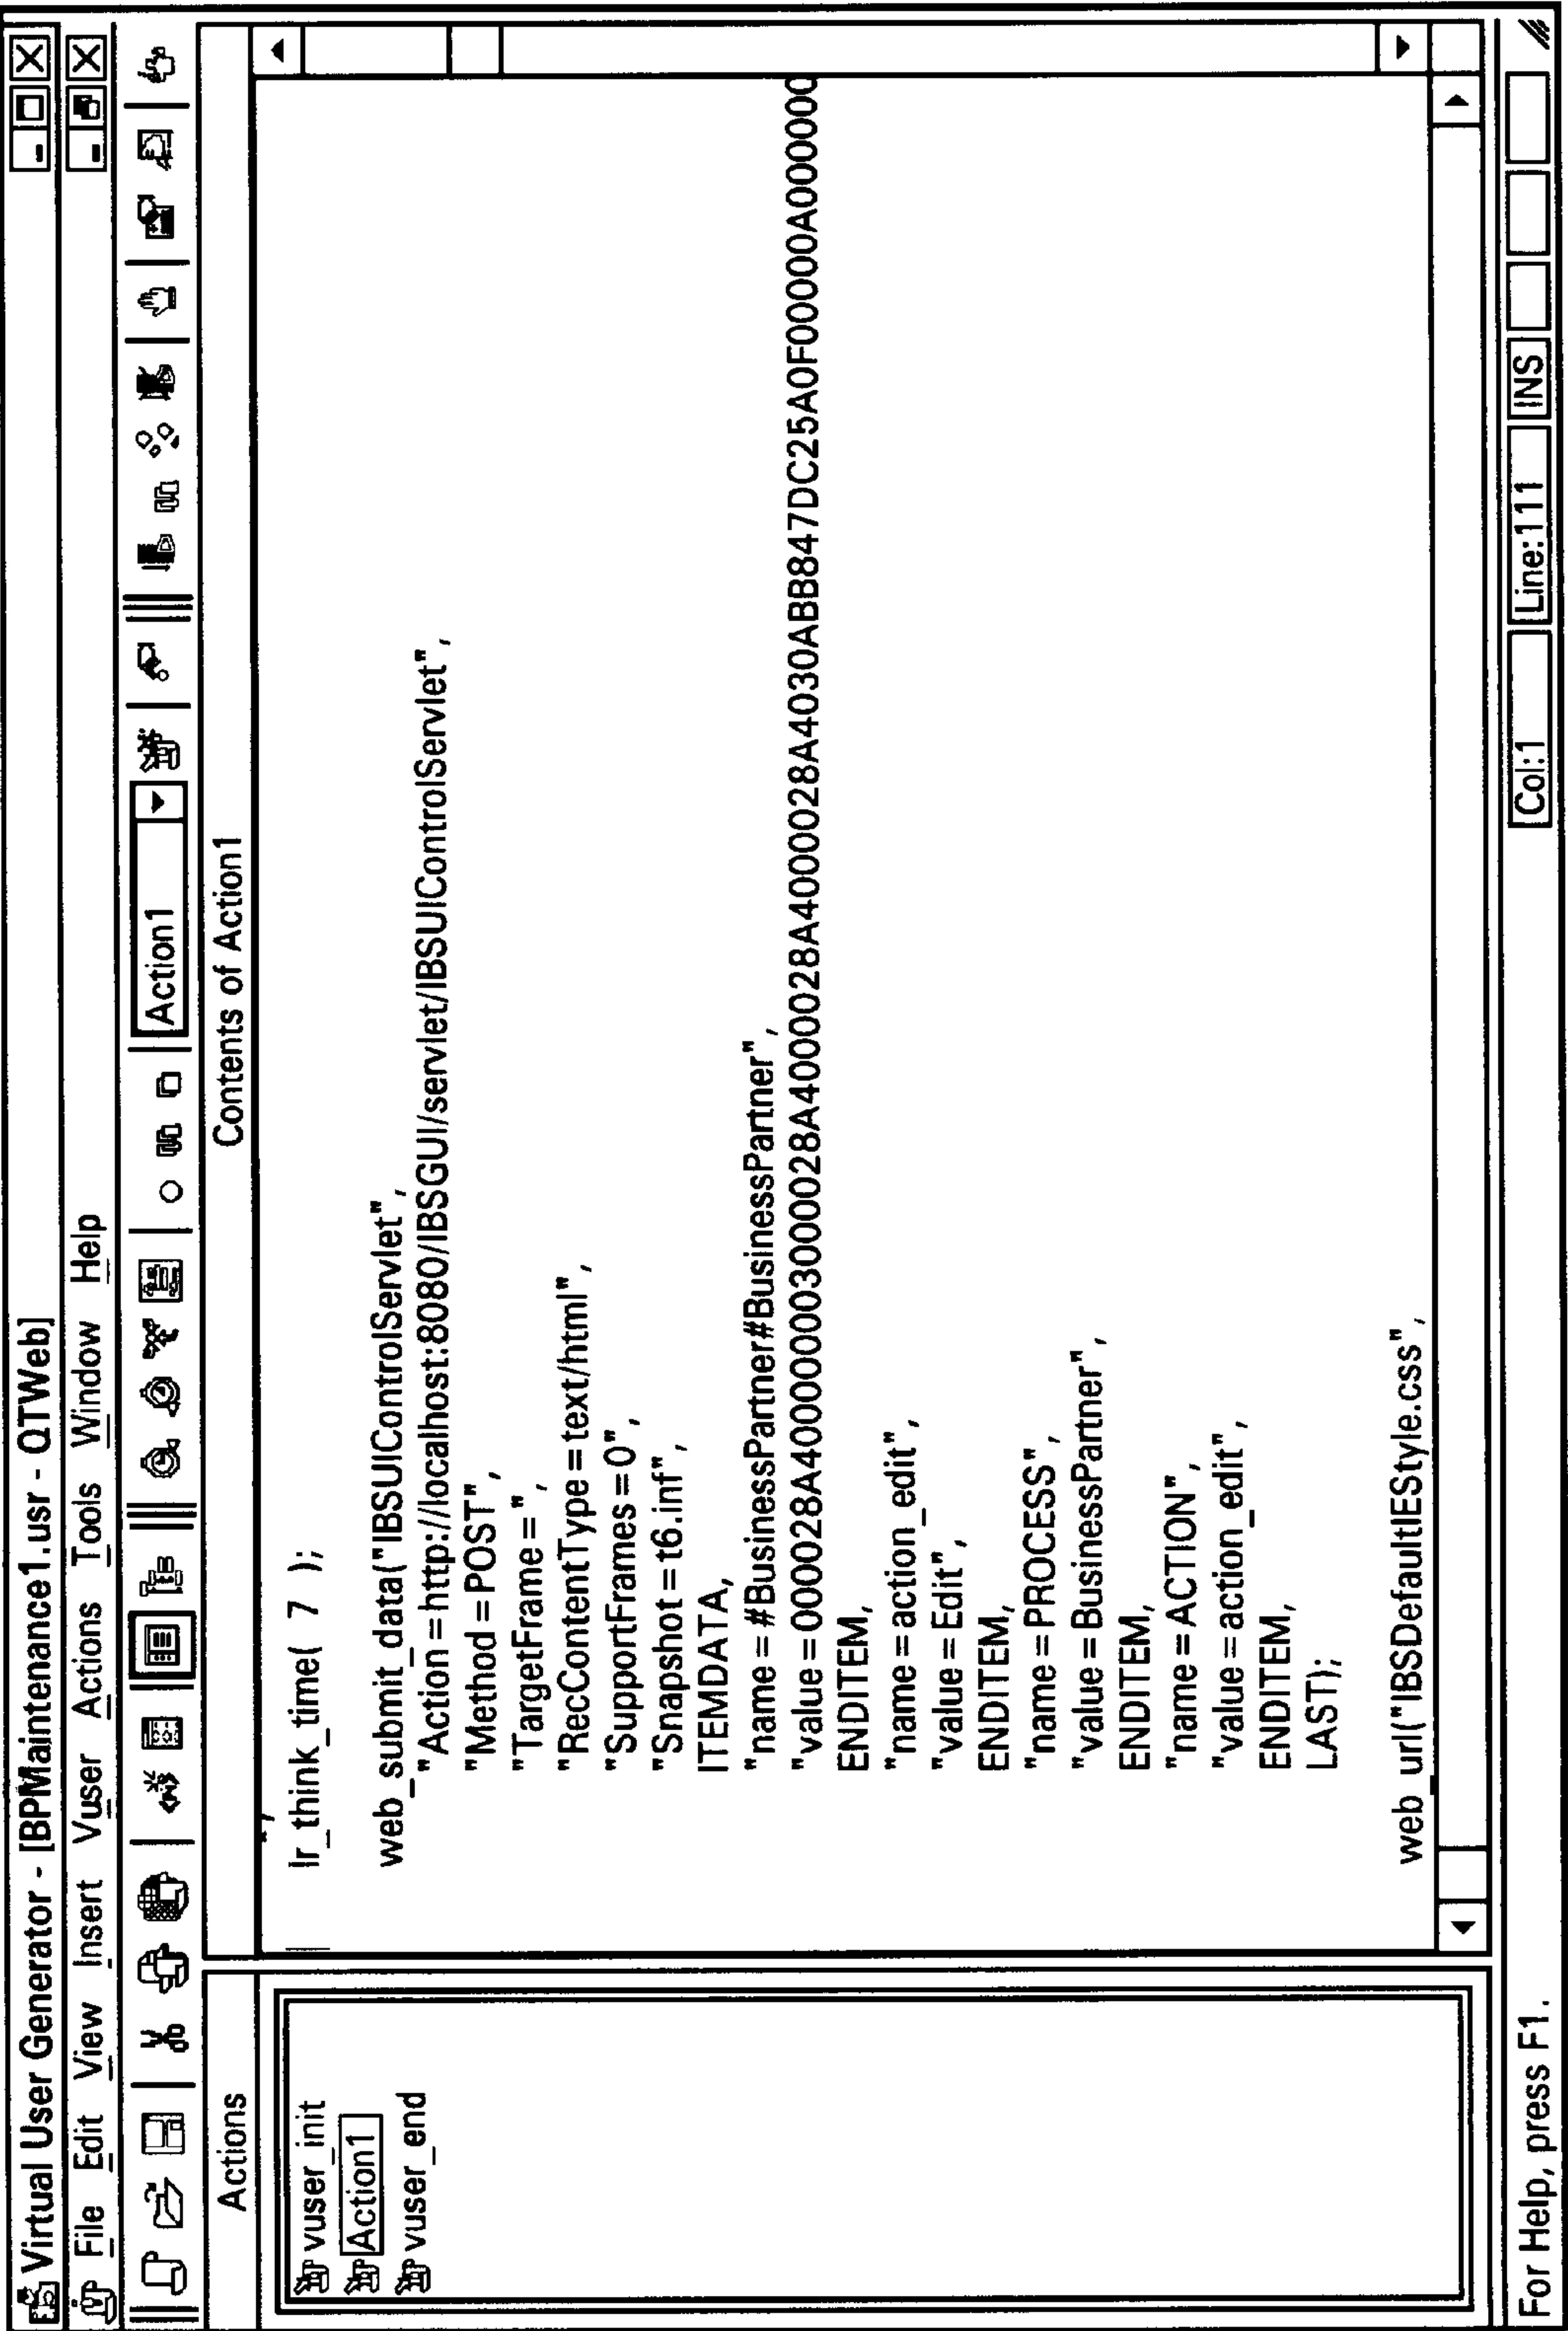 Virtual User Generator - [BPMaintenance1.usr - QTWeb]
File Edit View Insert Vuser Actions Tools Window Help
Action1
Actions
Contents of Action1
vuser_init
Action1
vuser_end
lr_think_time( 7 );
web_submit_data("IBSUIControlServlet",
"Action=http://localhost:8080/IBSGUI/servlet/IBSUIControlServlet",
"Method=POST",
"TargetFrame=",
"RecContentType=text/html",
"SupportFrames=0",
"Snapshot=t6.inf",
ITEMDATA,
"name=#BusinessPartner#BusinessPartner",
ENDITEM,
"name=action_edit",
"value=Edit",
ENDITEM,
"name=PROCESS",
"value=BusinessPartner",
ENDITEM,
"name=ACTION",
"value=action_edit",
ENDITEM,
LAST);
web_url("IBSDefaultIEStyle.css",
For Help, press F1.
Col:1 Line:111 INS